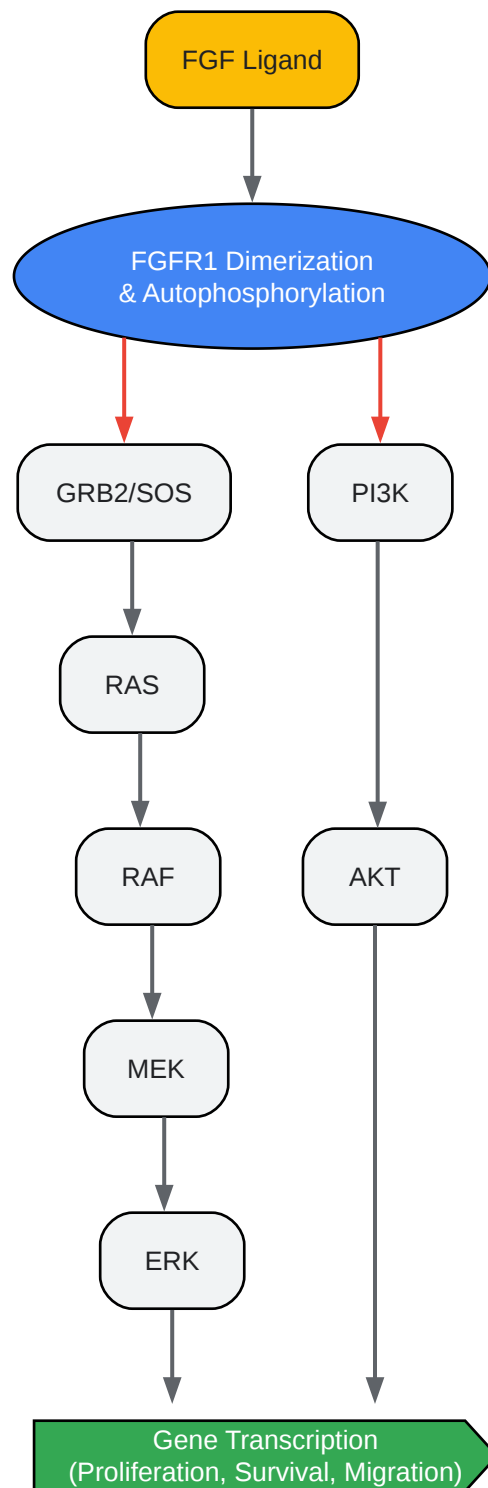 FGF Ligand
FGFR1 Dimerization
& Autophosphorylation
GRB2/SOS
PI3K
RAS
RAF
AKT
MEK
ERK
Gene Transcription
(Proliferation, Survival, Migration)